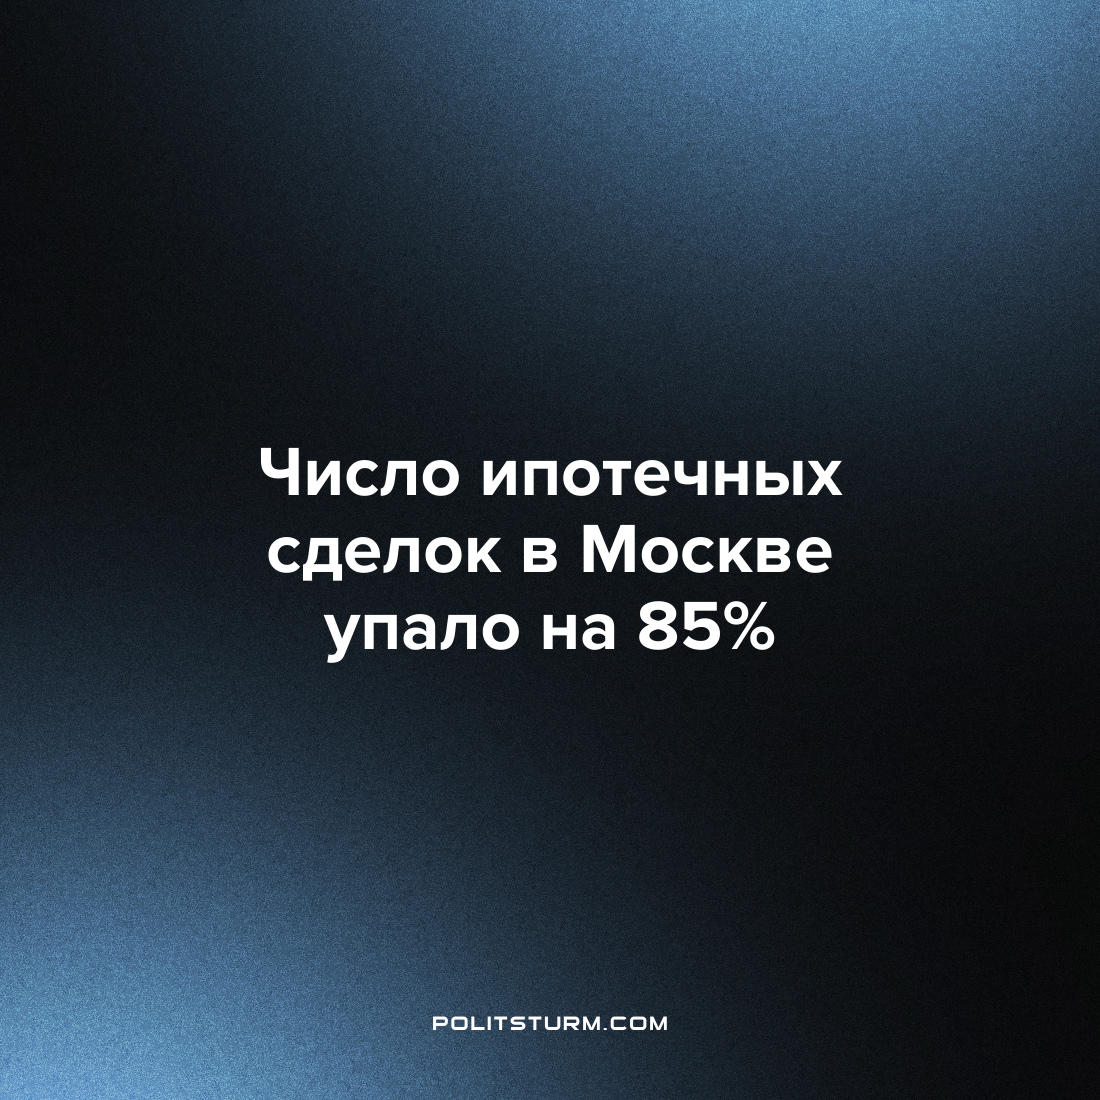 Число ипотечных
сделок в Москве
упало на 85%
POLITSTURM.COM